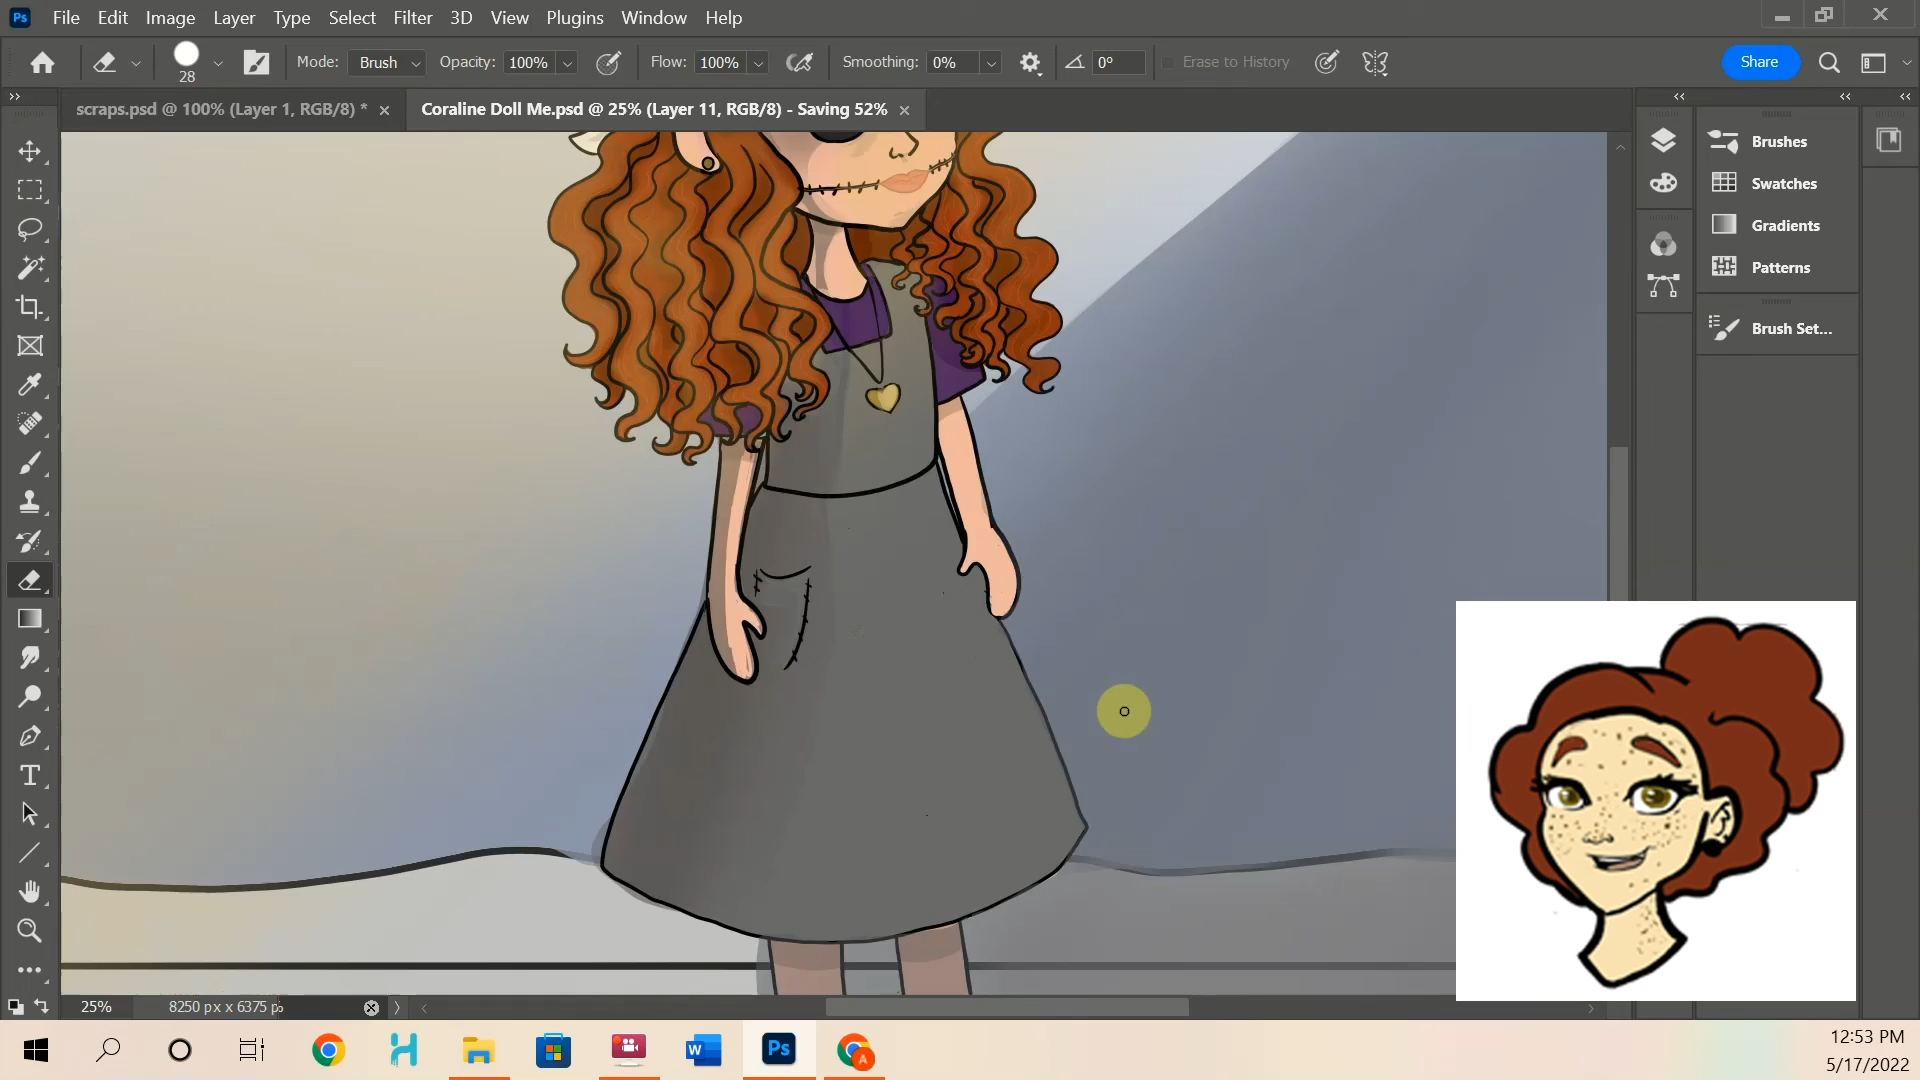 Ps File Edit Image Layer Type Select Filter 3D View Plugins Window Help
28 Mode: Brush Opacity: 100% Flow: 100% Smoothing: 0% 0° Erase to History Share
scraps.psd @ 100% (Layer 1, RGB/8) * Coraline Doll Me.psd @ 25% (Layer 11, RGB/8) - Saving 52%
Brushes
Swatches
Gradients
Patterns
Brush Set...
25% 8250 px x 6375 p
W Ps A
12:53 PM
5/17/2022